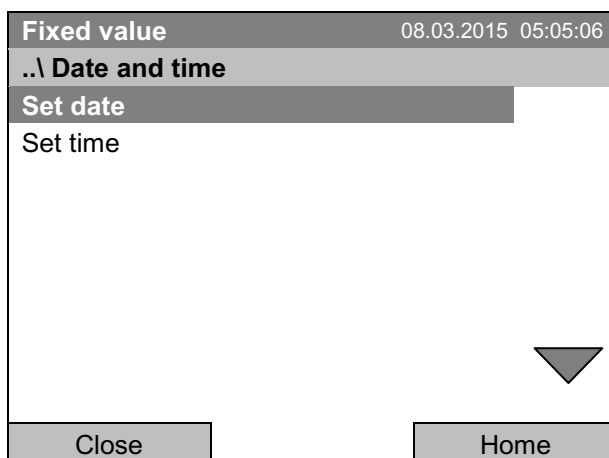 Fixed value 08.03.2015 05:05:06
..\ Date and time
Set date
Set time
Close Home